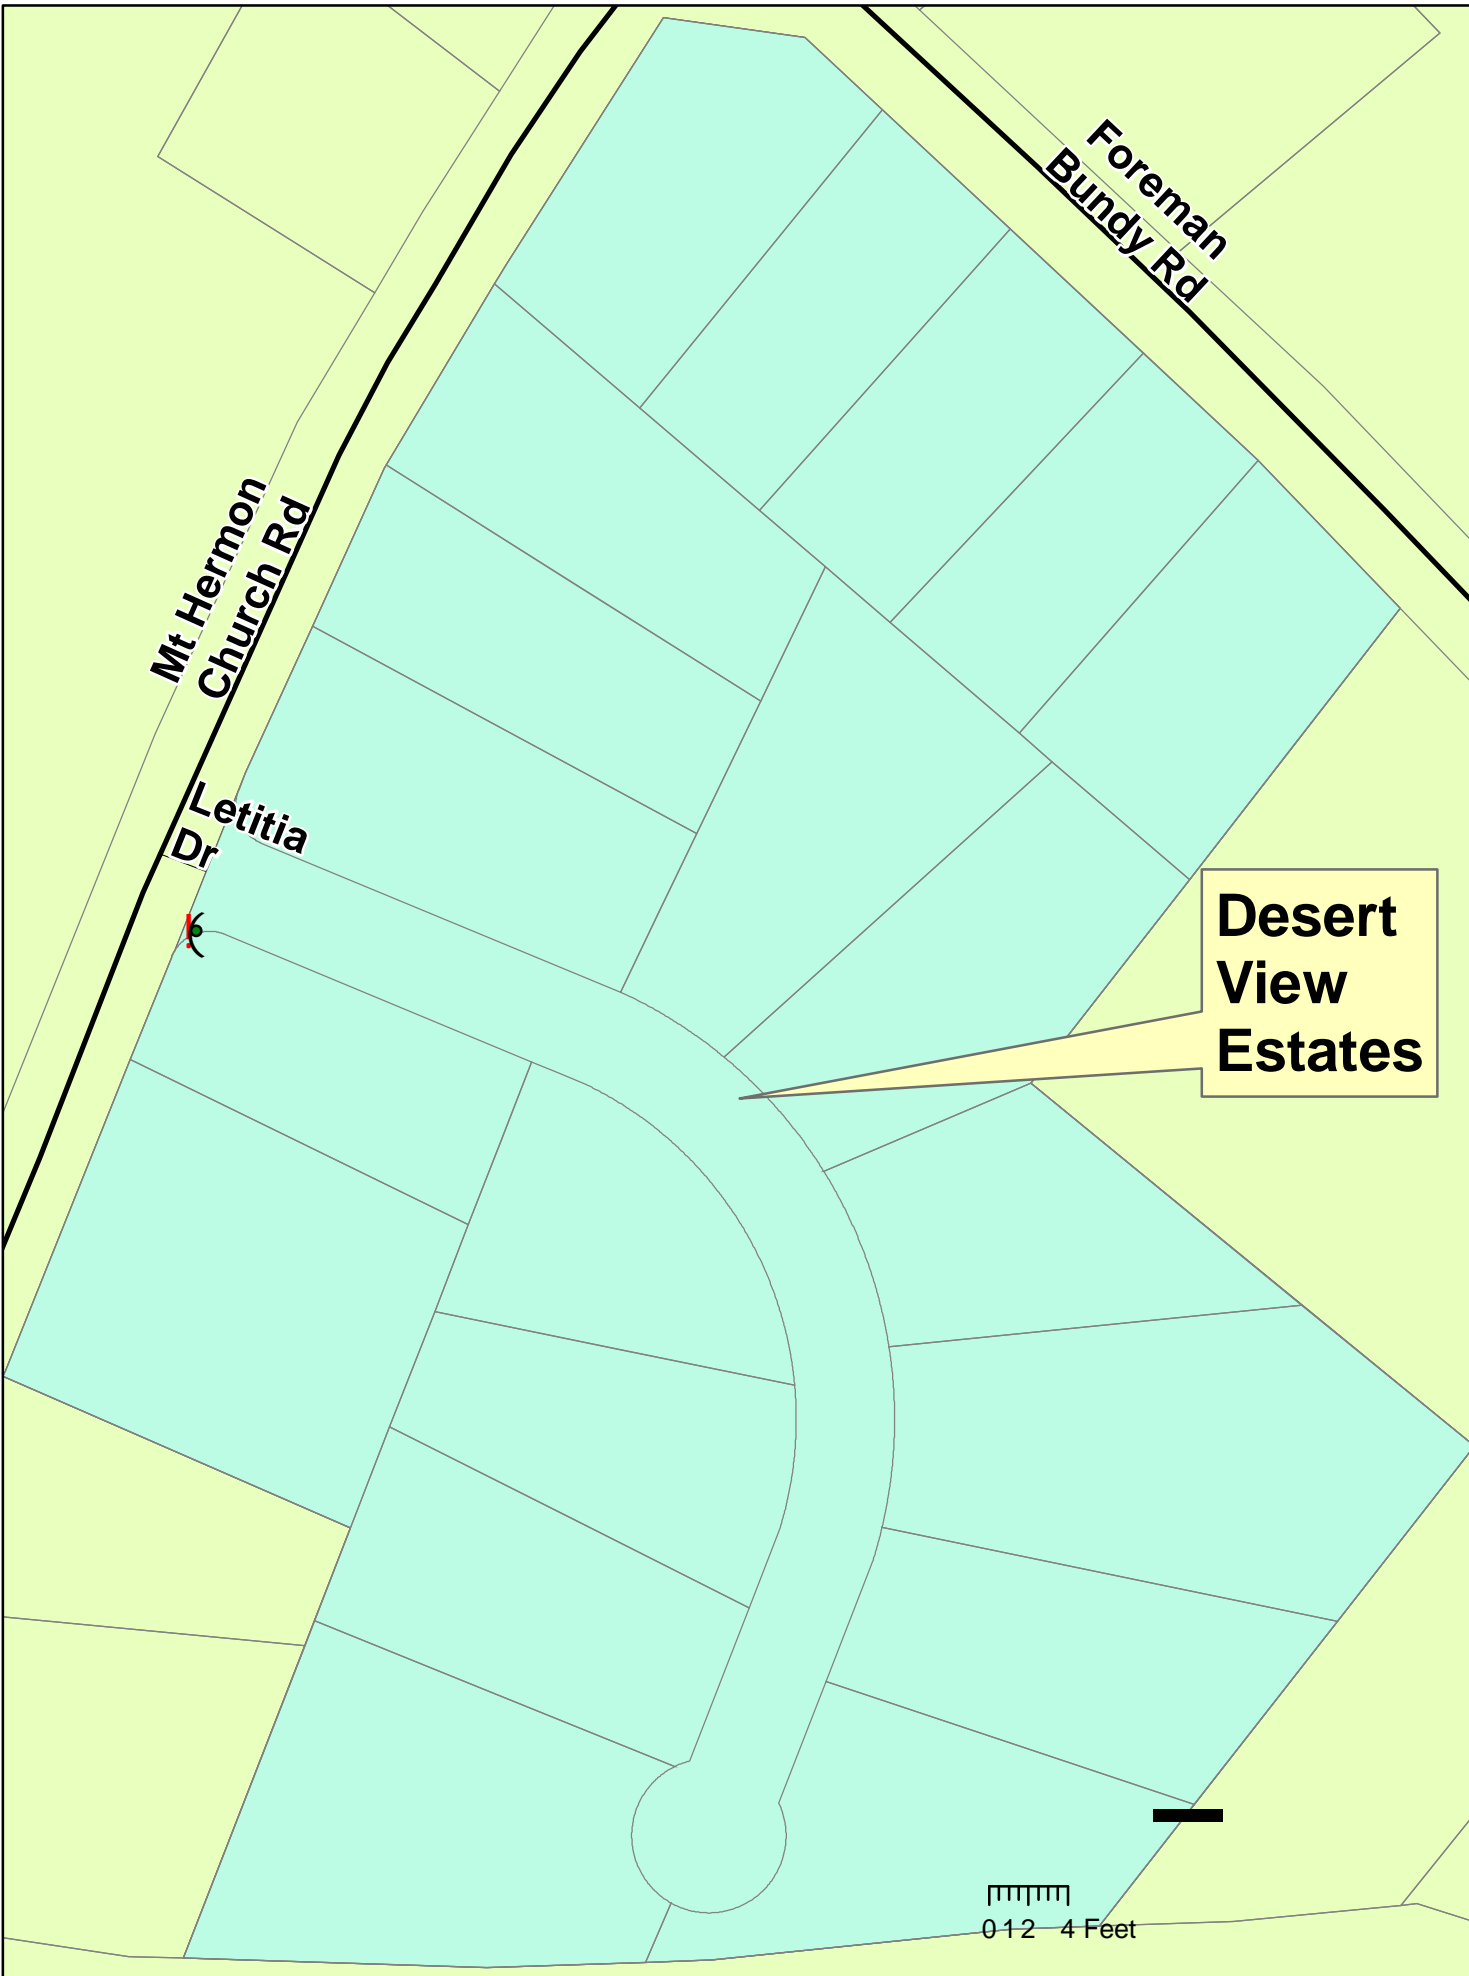 Foreman
Bundy Rd
Mt Hermon
Church Rd
Letitia
Dr
Desert
View
Estates
0 1 2 4 Feet